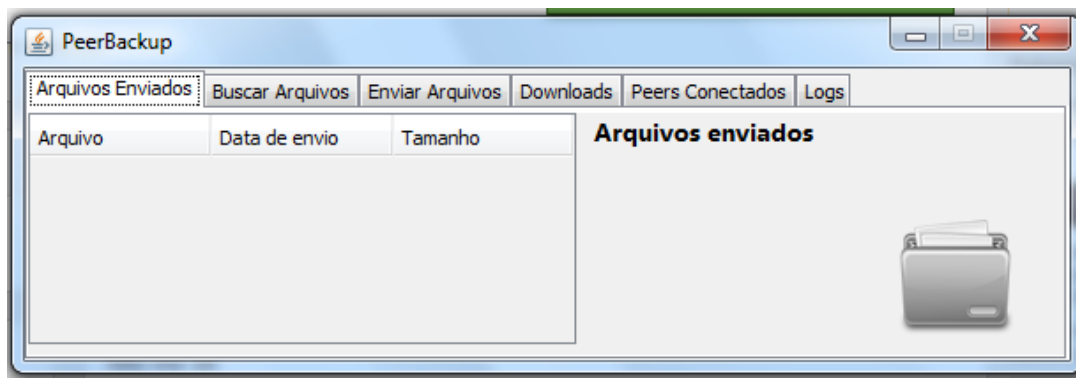 PeerBackup
Arquivos Enviados Buscar Arquivos Enviar Arquivos Downloads Peers Conectados Logs
Arquivo Data de envio Tamanho
Arquivos enviados